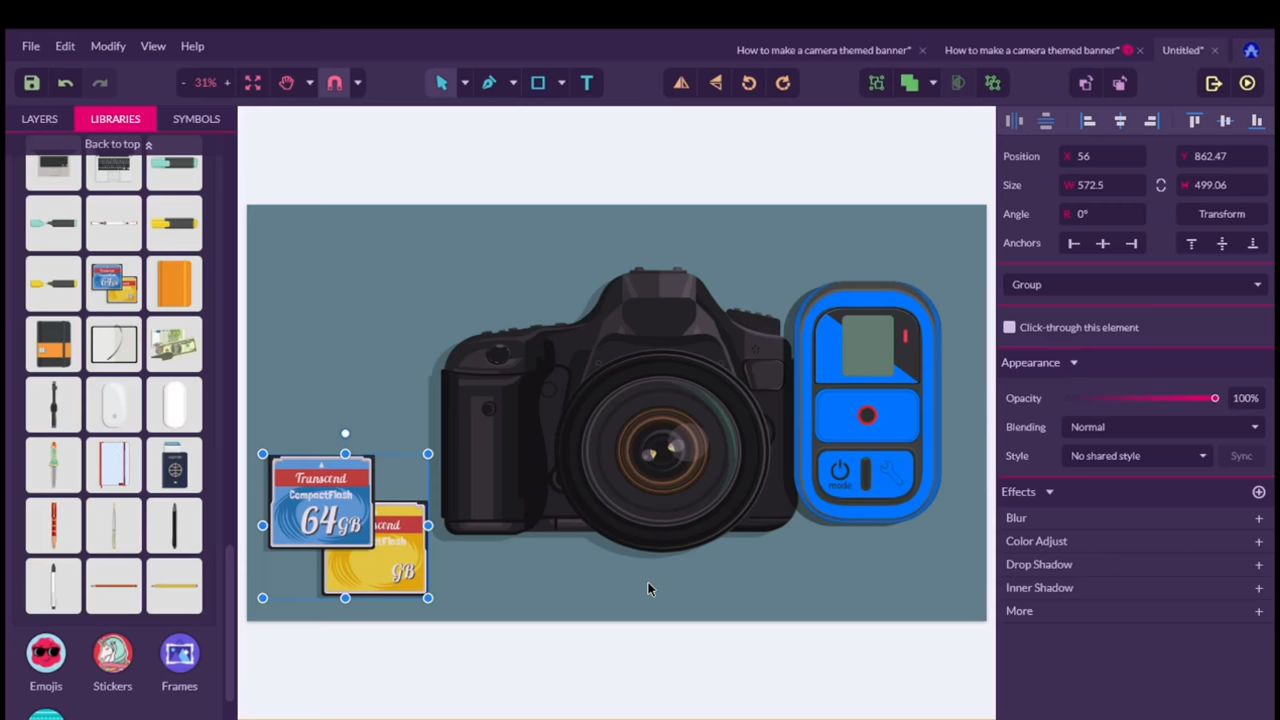 File Edit Modify View Help
How to make a camera themed banner* How to make a camera themed banner* Untitled*
- 31% + T
LAYERS LIBRARIES SYMBOLS
Back to top
Position X 56 Y 862.47
Size W 572.5 H 499.06
Angle R 0° Transform
Anchors
Group
Click-through this element
Appearance
Opacity 100%
Blending Normal
Style No shared style Sync
Effects
Blur +
Color Adjust +
Drop Shadow +
Inner Shadow +
More +
Transcend
CompactFlash
64GB
scend
tFlash
GB
mode
Emojis Stickers Frames